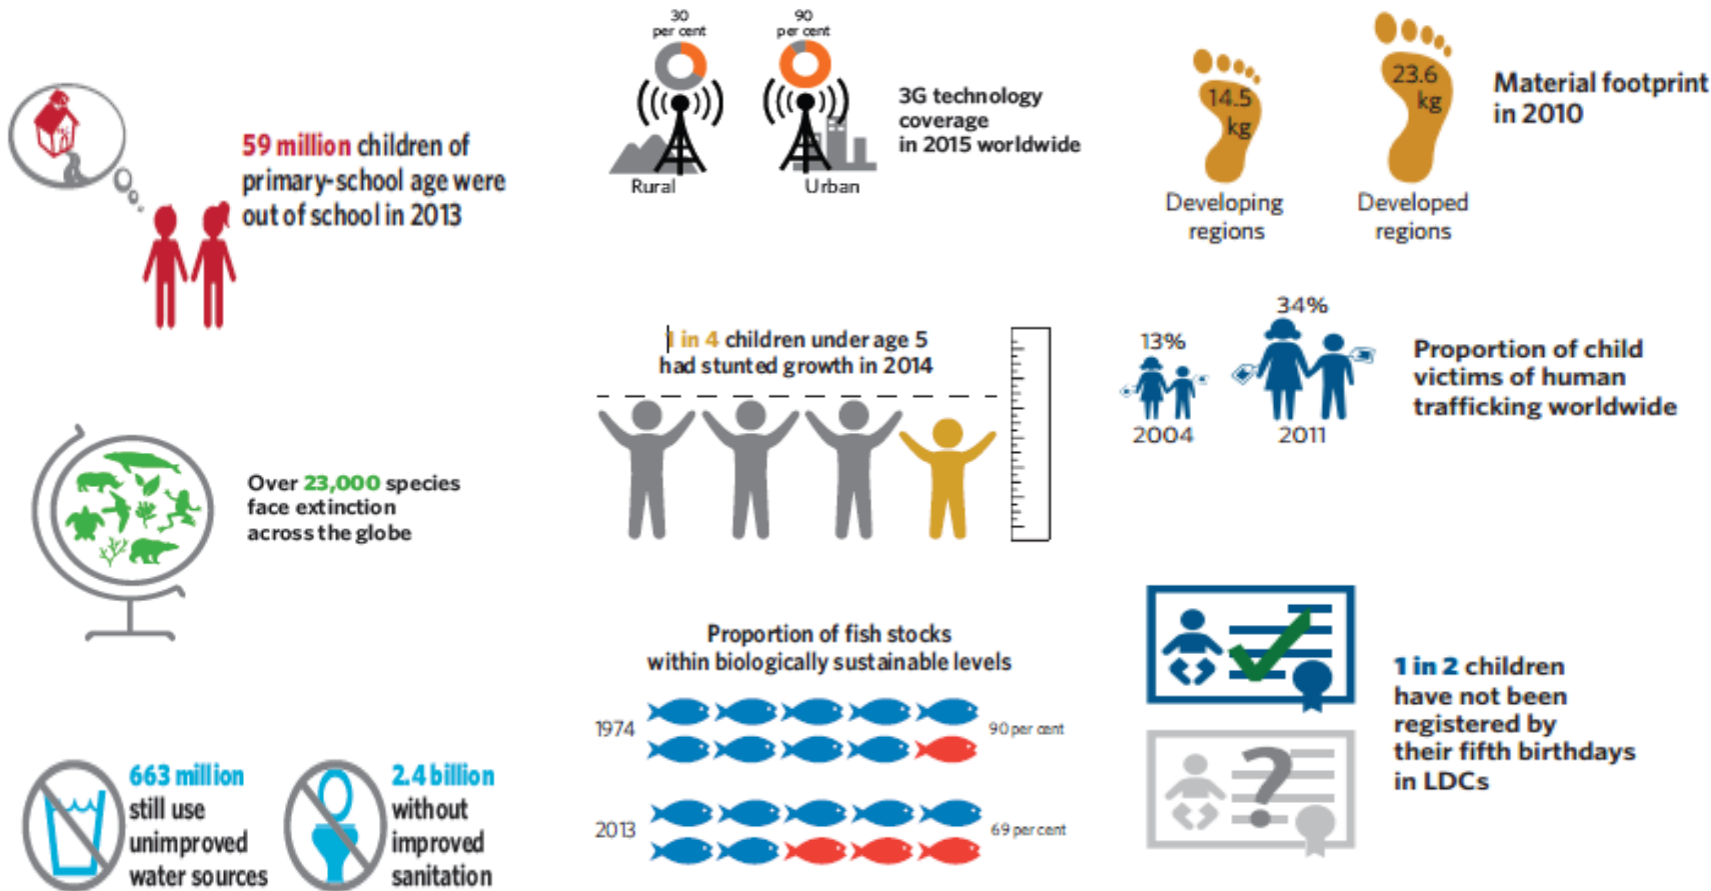 59 million children of
primary-school age were
out of school in 2013
30
per cent
90
per cent
Rural
Urban
3G technology
coverage
in 2015 worldwide
14.5
kg
23.6
kg
Developing
regions
Developed
regions
Material footprint
in 2010
1 in 4 children under age 5
had stunted growth in 2014
13%
34%
2004
2011
Proportion of child
victims of human
trafficking worldwide
Over 23,000 species
face extinction
across the globe
Proportion of fish stocks
within biologically sustainable levels
1974
90 per cent
2013
69 per cent
1 in 2 children
have not been
registered by
their fifth birthdays
in LDCs
663 million
still use
unimproved
water sources
2.4 billion
without
improved
sanitation